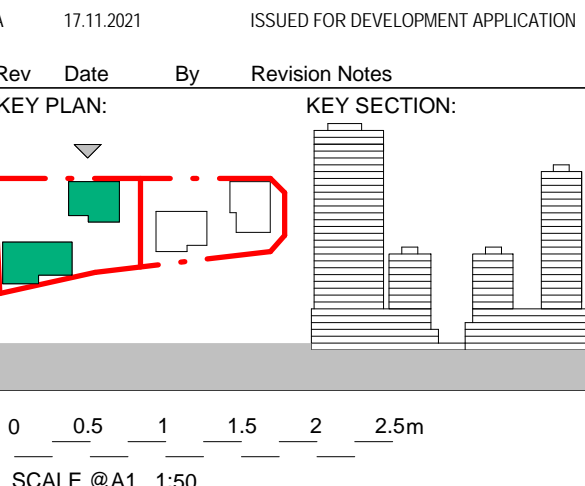 A 17.11.2021 ISSUED FOR DEVELOPMENT APPLICATION
Rev Date By Revision Notes
KEY PLAN: KEY SECTION:
0 0.5 1 1.5 2 2.5m
SCALE @A1 1:50